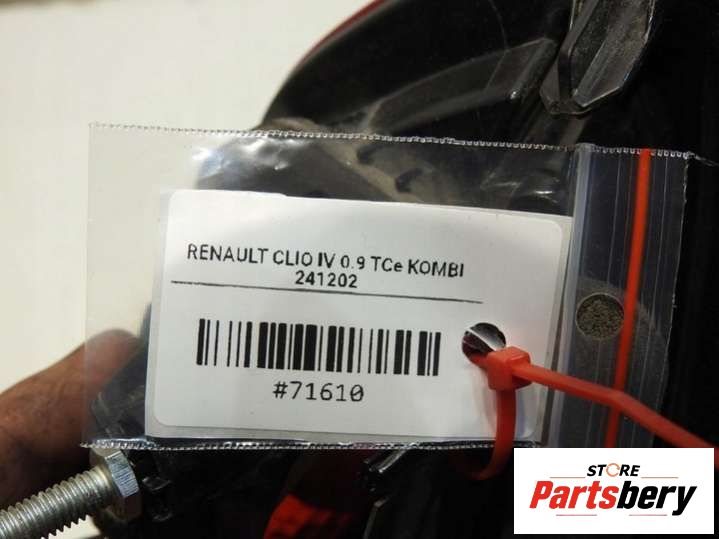 RENAULT CLIO IV 0.9 TCe KOMBI
241202
#71610
STORE
Partsbery